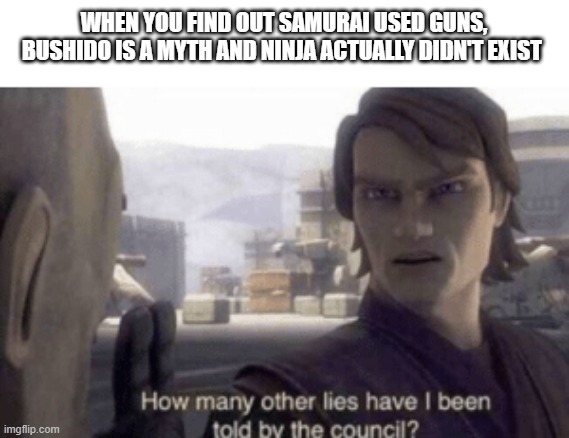 WHEN YOU FIND OUT SAMURAI USED GUNS,
BUSHIDO IS A MYTH AND NINJA ACTUALLY DIDN'T EXIST
How many other lies have I been
told by the council?
imgflip.com